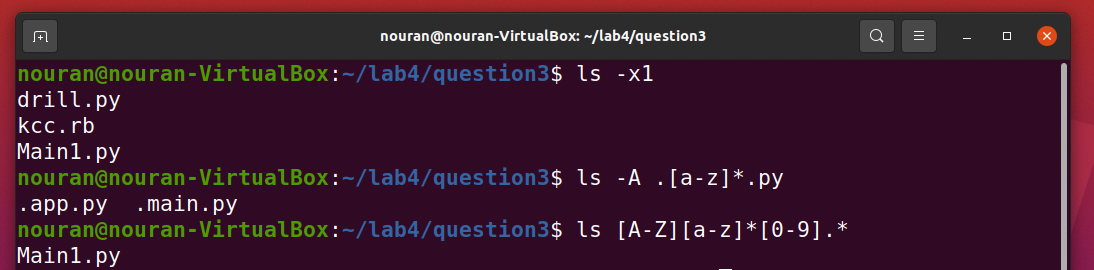 nouran@nouran-VirtualBox: ~/lab4/question3
nouran@nouran-VirtualBox:~/lab4/question3$ ls -x1
drill.py
kcc.rb
Main1.py
nouran@nouran-VirtualBox:~/lab4/question3$ ls -A .[a-z]*.py
.app.py  .main.py
nouran@nouran-VirtualBox:~/lab4/question3$ ls [A-Z][a-z]*[0-9].*
Main1.py